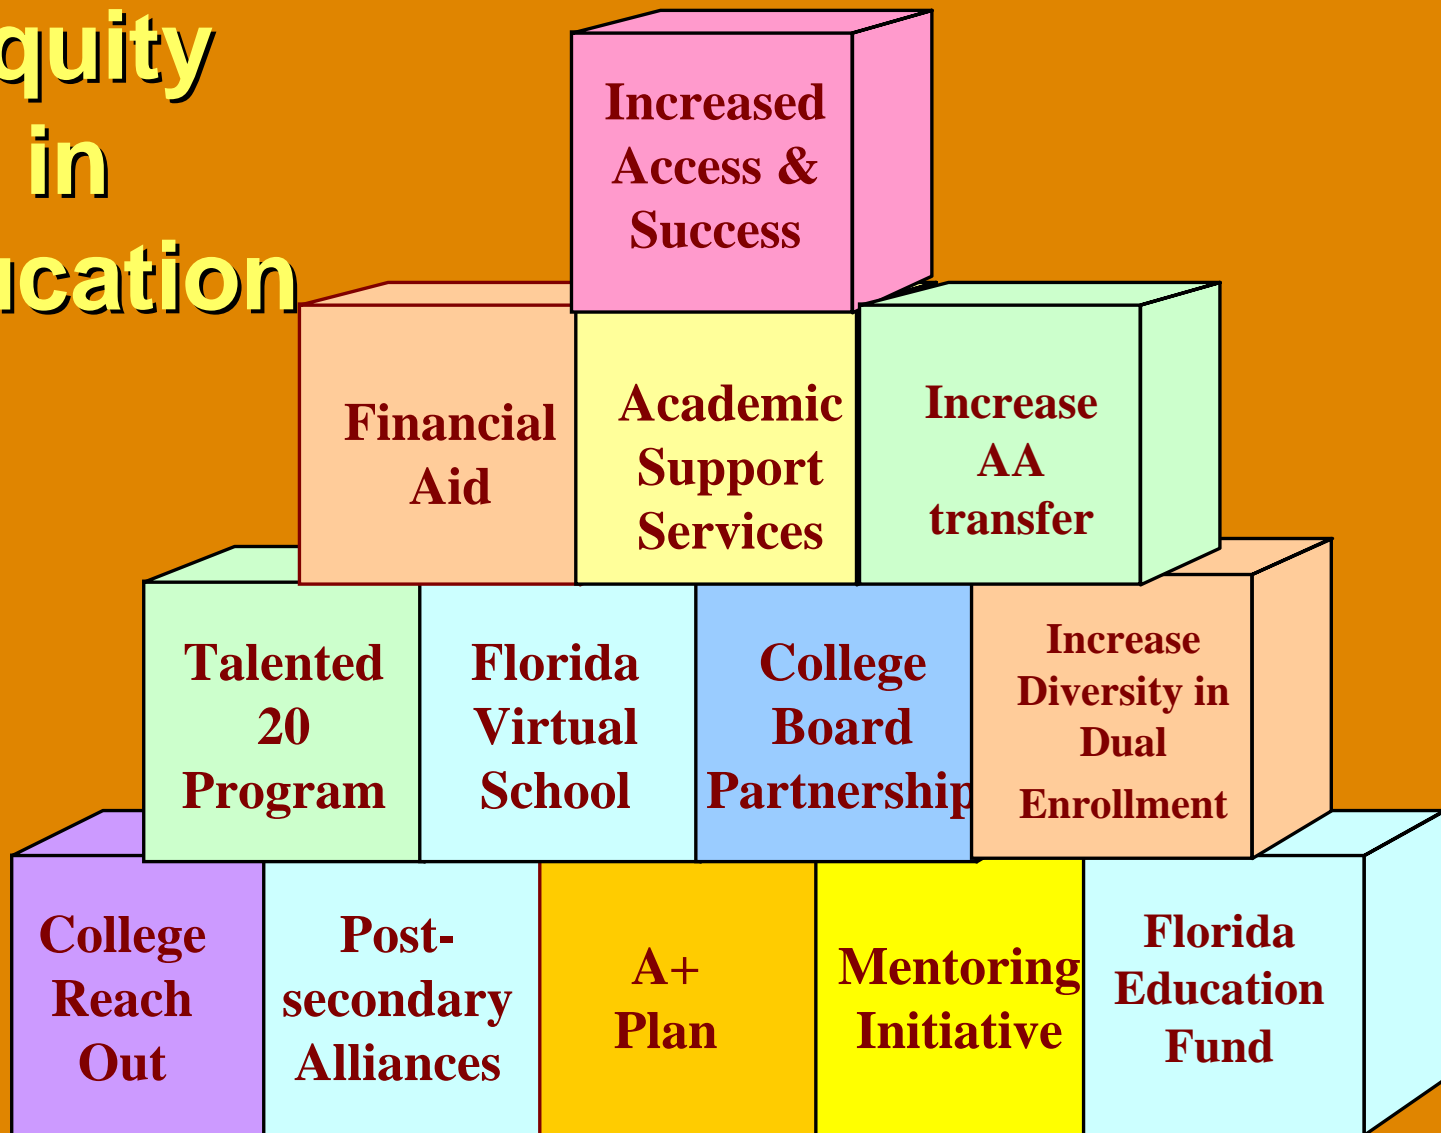 quity
in
ucation
Increased
Access &
Success
Financial
Aid
Academic
Support
Services
Increase
AA
transfer
Talented
20
Program
Florida
Virtual
School
College
Board
Partnership
Increase
Diversity in
Dual
Enrollment
College
Reach
Out
Post-
secondary
Alliances
A+
Plan
Mentoring
Initiative
Florida
Education
Fund